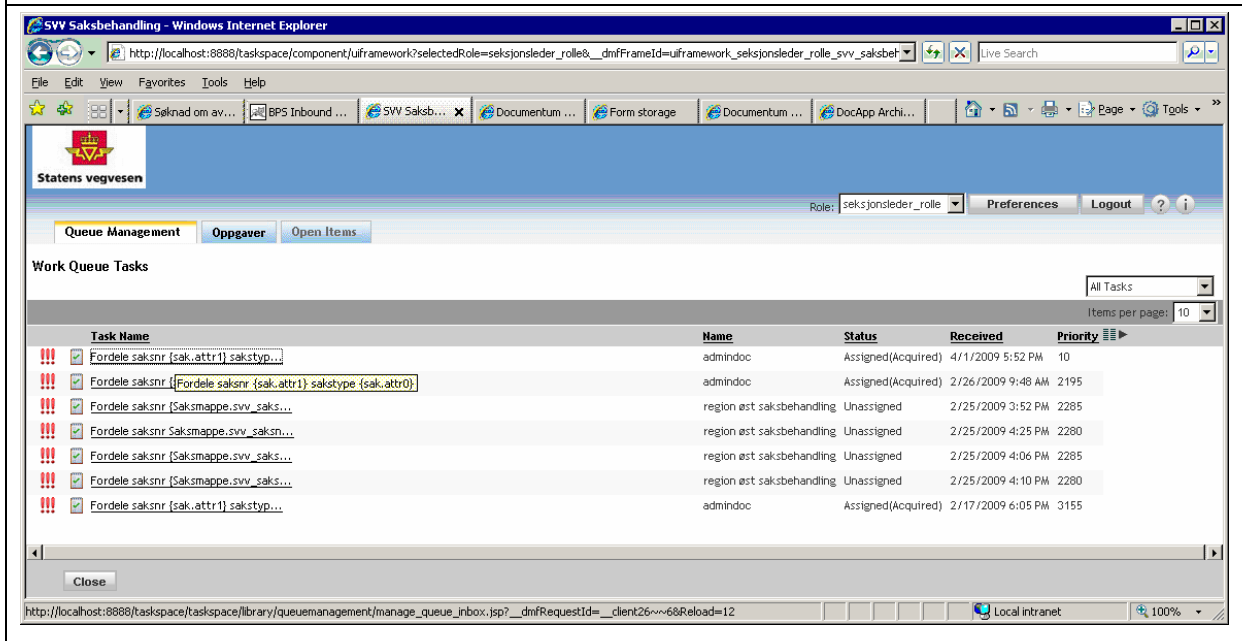 SVV Saksbehandling - Windows Internet Explorer
http://localhost:8888/taskspace/component/uiframework?selectedRole=seksjonsleder_rolle&__dmfFrameId=uiframework_seksjonsleder_rolle_svv_saksbeh
Live Search
File Edit View Favorites Tools Help
Søknad om av... BPS Inbound ... SVV Saksb... Documentum ... Form storage Documentum ... DocApp Archi... Page Tools »
Statens vegvesen
Role: seksjonsleder_rolle Preferences Logout ? i
Queue Management Oppgaver Open Items
Work Queue Tasks
All Tasks
Items per page: 10
Task Name Name Status Received Priority
!!! Fordele saksnr {sak.attr1} sakstyp... admindoc Assigned(Acquired) 4/1/2009 5:52 PM 10
!!! Fordele saksnr { admindoc Assigned(Acquired) 2/26/2009 9:48 AM 2195
Fordele saksnr {sak.attr1} sakstype {sak.attr0}
!!! Fordele saksnr {Saksmappe.svv_saks... region øst saksbehandling Unassigned 2/25/2009 3:52 PM 2285
!!! Fordele saksnr Saksmappe.svv_saksn... region øst saksbehandling Unassigned 2/25/2009 4:25 PM 2280
!!! Fordele saksnr {Saksmappe.svv_saks... region øst saksbehandling Unassigned 2/25/2009 4:06 PM 2285
!!! Fordele saksnr {Saksmappe.svv_saks... region øst saksbehandling Unassigned 2/25/2009 4:10 PM 2280
!!! Fordele saksnr {sak.attr1} sakstyp... admindoc Assigned(Acquired) 2/17/2009 6:05 PM 3155
Close
http://localhost:8888/taskspace/taskspace/library/queuemanagement/manage_queue_inbox.jsp?__dmfRequestId=__client26~~6&Reload=12 Local intranet 100%